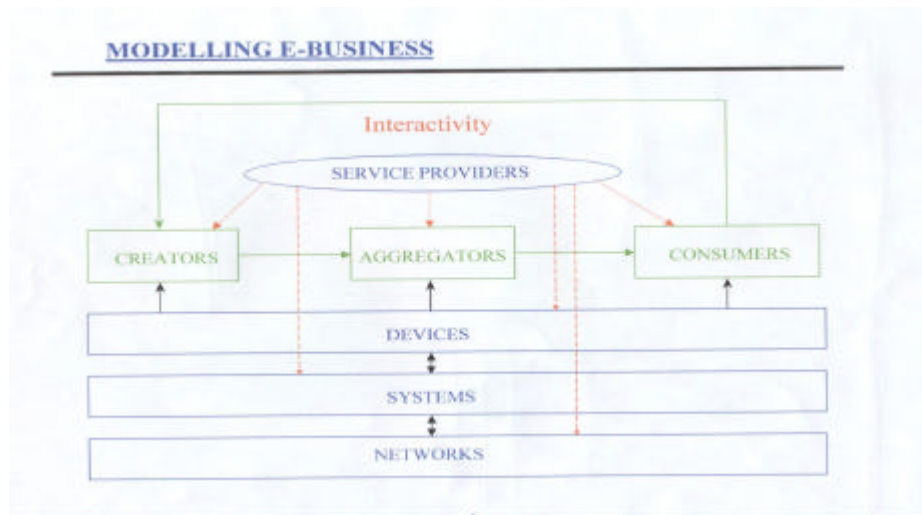 MODELLING E-BUSINESS
Interactivity
SERVICE PROVIDERS
CREATORS
AGGREGATORS
CONSUMERS
DEVICES
SYSTEMS
NETWORKS